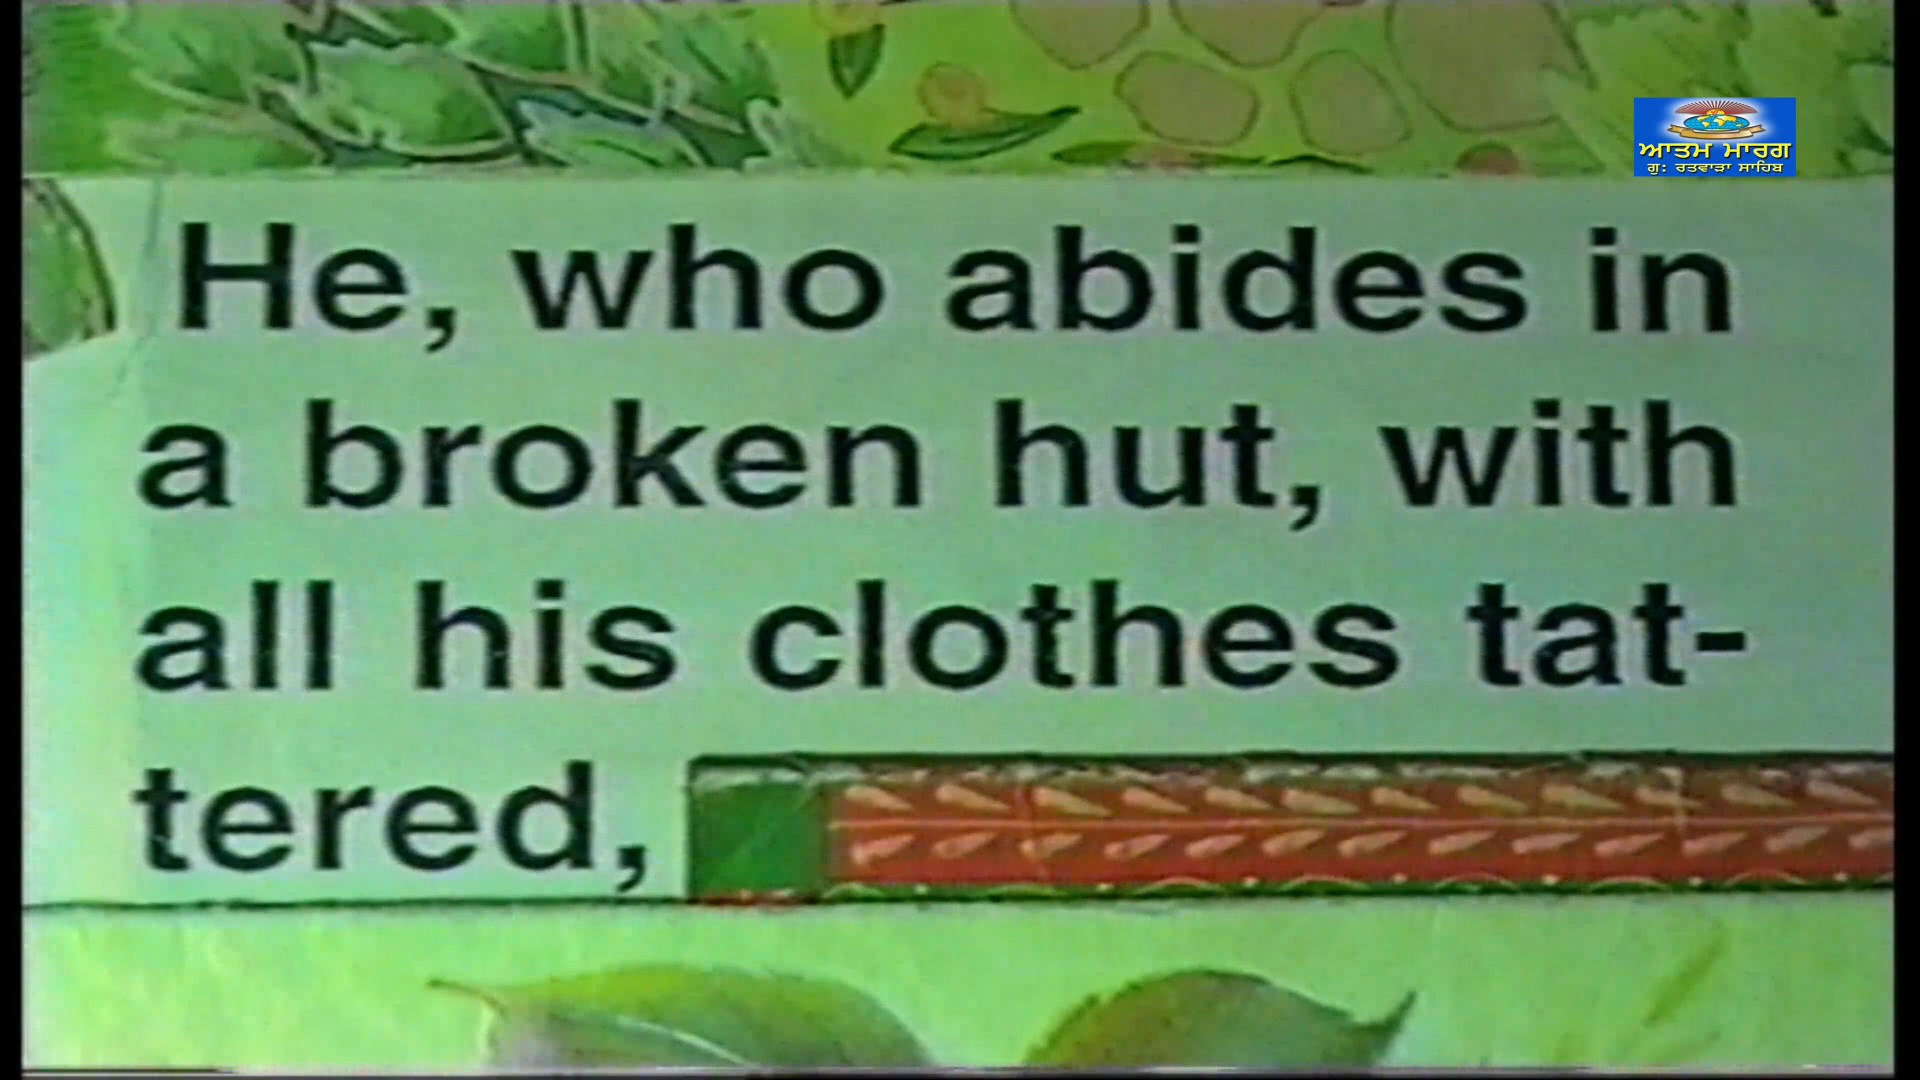 ਆਤਮ ਮਾਰਗ
ਗੁ: ਰਤਵਾੜਾ ਸਾਹਿਬ
He, who abides in
a broken hut, with
all his clothes tat-
tered,